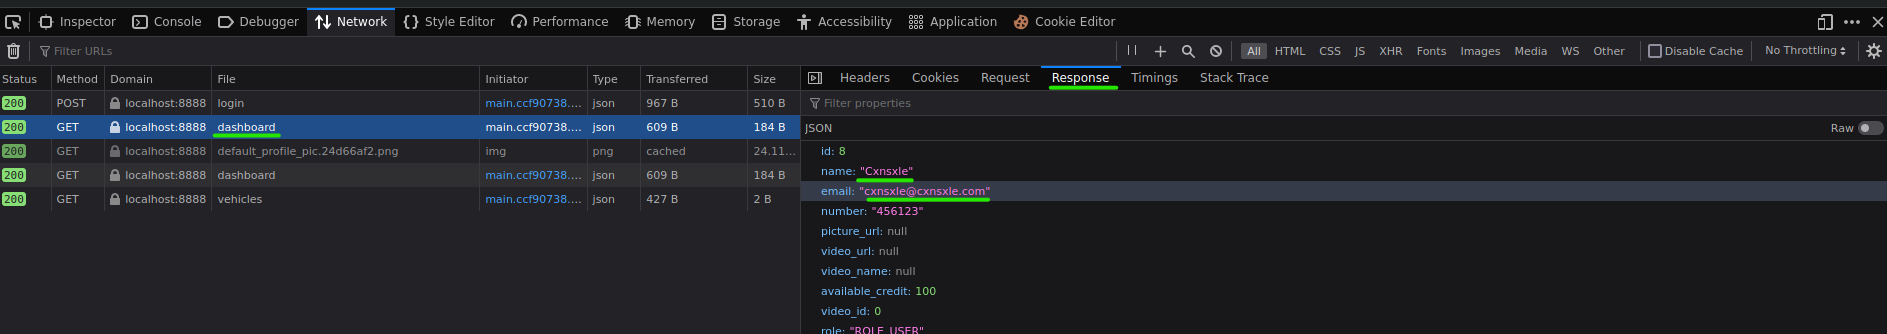 Inspector Console Debugger Network Style Editor Performance Memory Storage Accessibility Application Cookie Editor
Filter URLs All HTML CSS JS XHR Fonts Images Media WS Other Disable Cache No Throttling
Status Method Domain File Initiator Type Transferred Size
200 POST localhost:8888 login main.ccf90738.... json 967 B 510 B
200 GET localhost:8888 dashboard main.ccf90738.... json 609 B 184 B
200 GET localhost:8888 default_profile_pic.24d66af2.png img png cached 24.11...
200 GET localhost:8888 dashboard main.ccf90738.... json 609 B 184 B
200 GET localhost:8888 vehicles main.ccf90738.... json 427 B 2 B
Headers Cookies Request Response Timings Stack Trace
Filter properties
JSON Raw
id: 8
name: "Cxnsxle"
email: "cxnsxle@cxnsxle.com"
number: "456123"
picture_url: null
video_url: null
video_name: null
available_credit: 100
video_id: 0
role: "ROLE_USER"